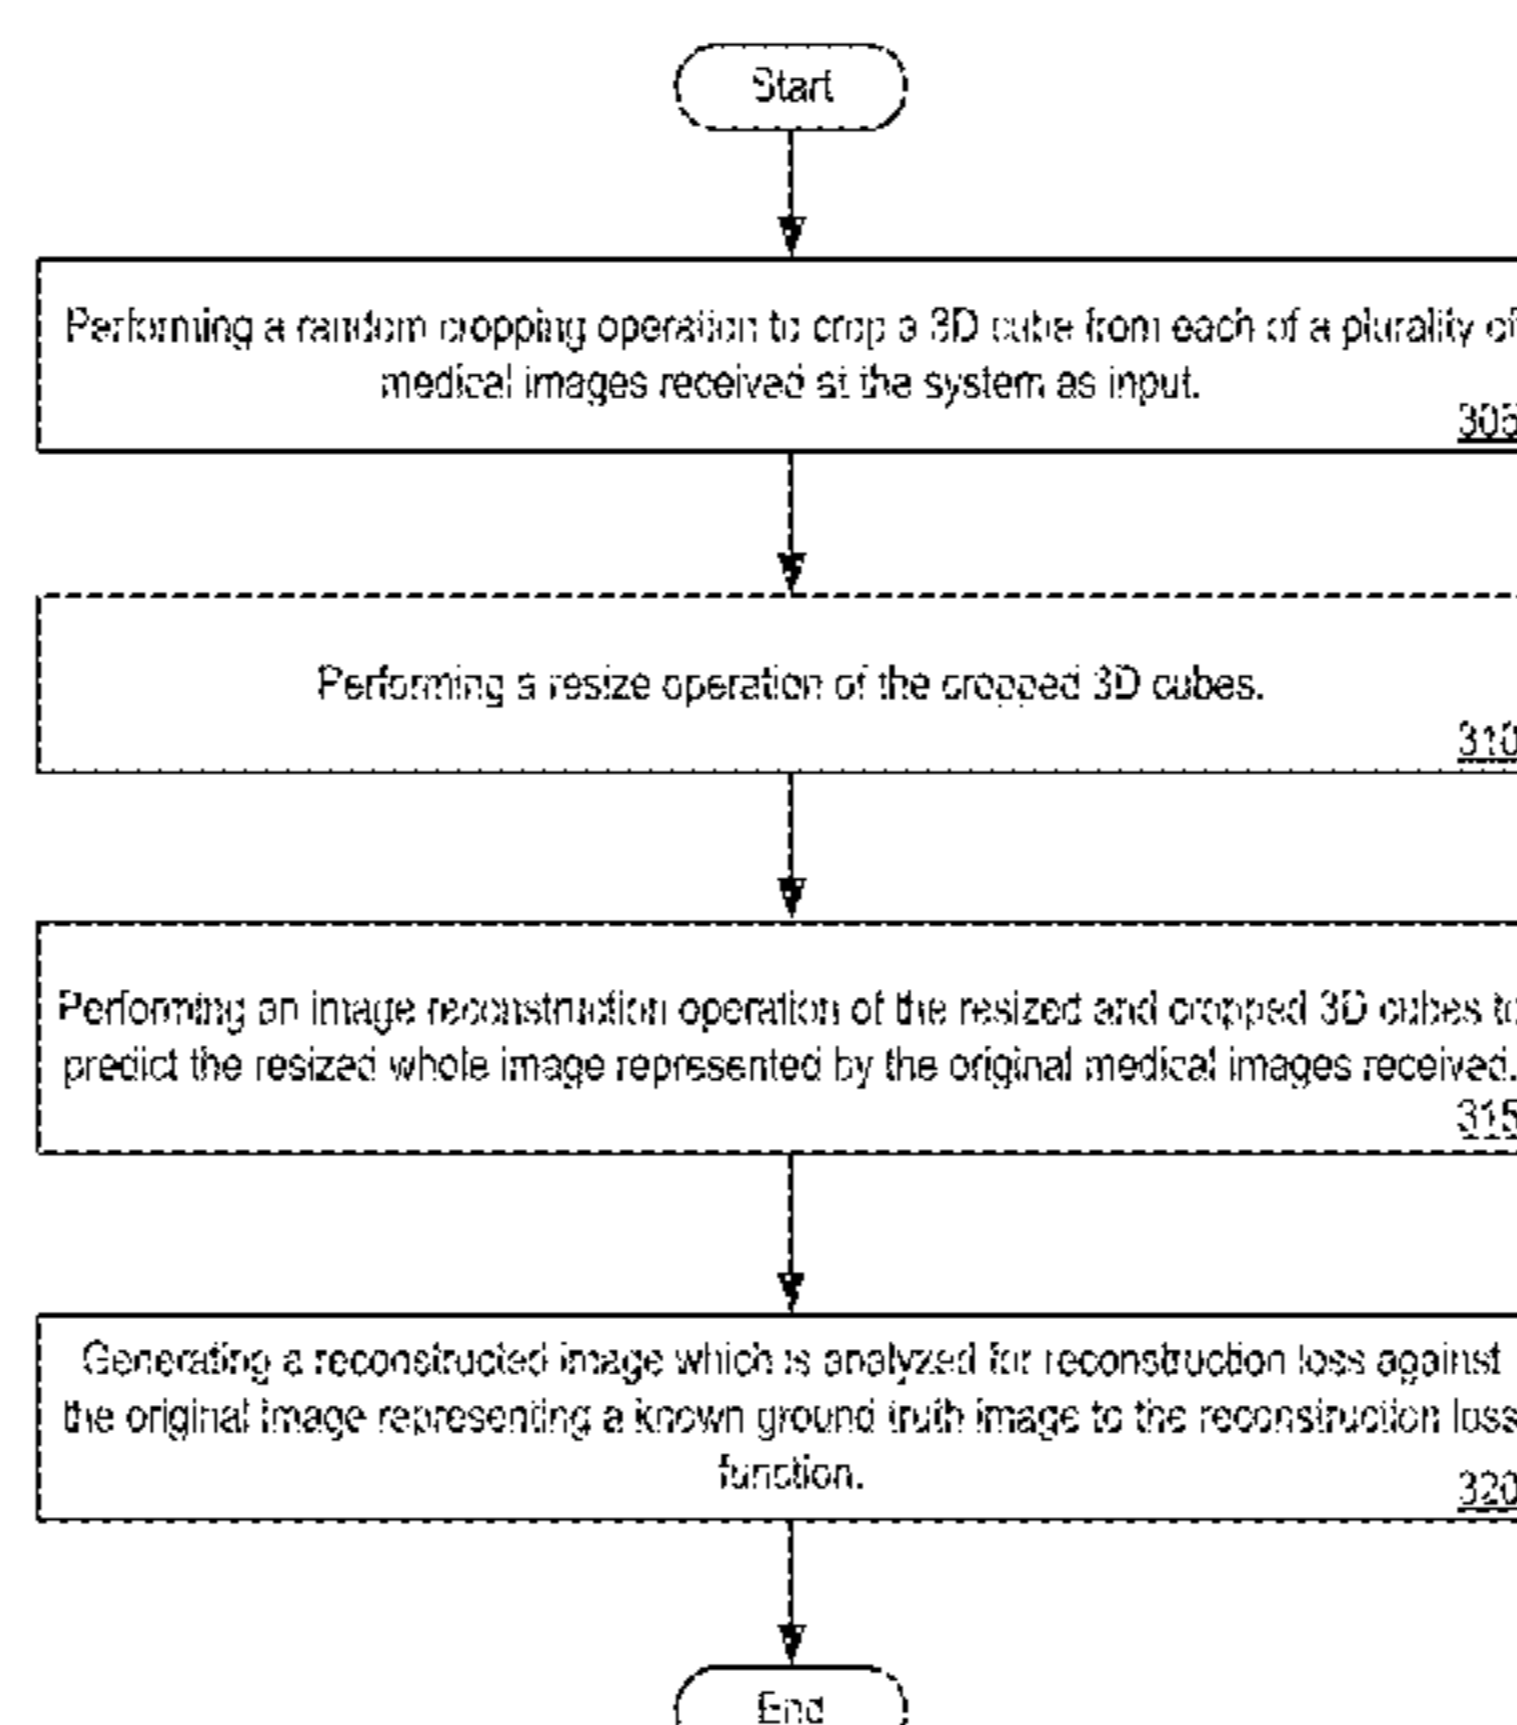 Start
Performing a random cropping operation to crop a 3D cube from each of a plurality of
medical images received at the system as input.
305
Performing a resize operation of the cropped 3D cubes.
310
Performing an image reconstruction operation of the resized and cropped 3D cubes to
predict the resized whole image represented by the original medical images received.
315
Generating a reconstructed image which is analyzed for reconstruction loss against
the original image representing a known ground truth image to the reconstruction loss
function.
320
End